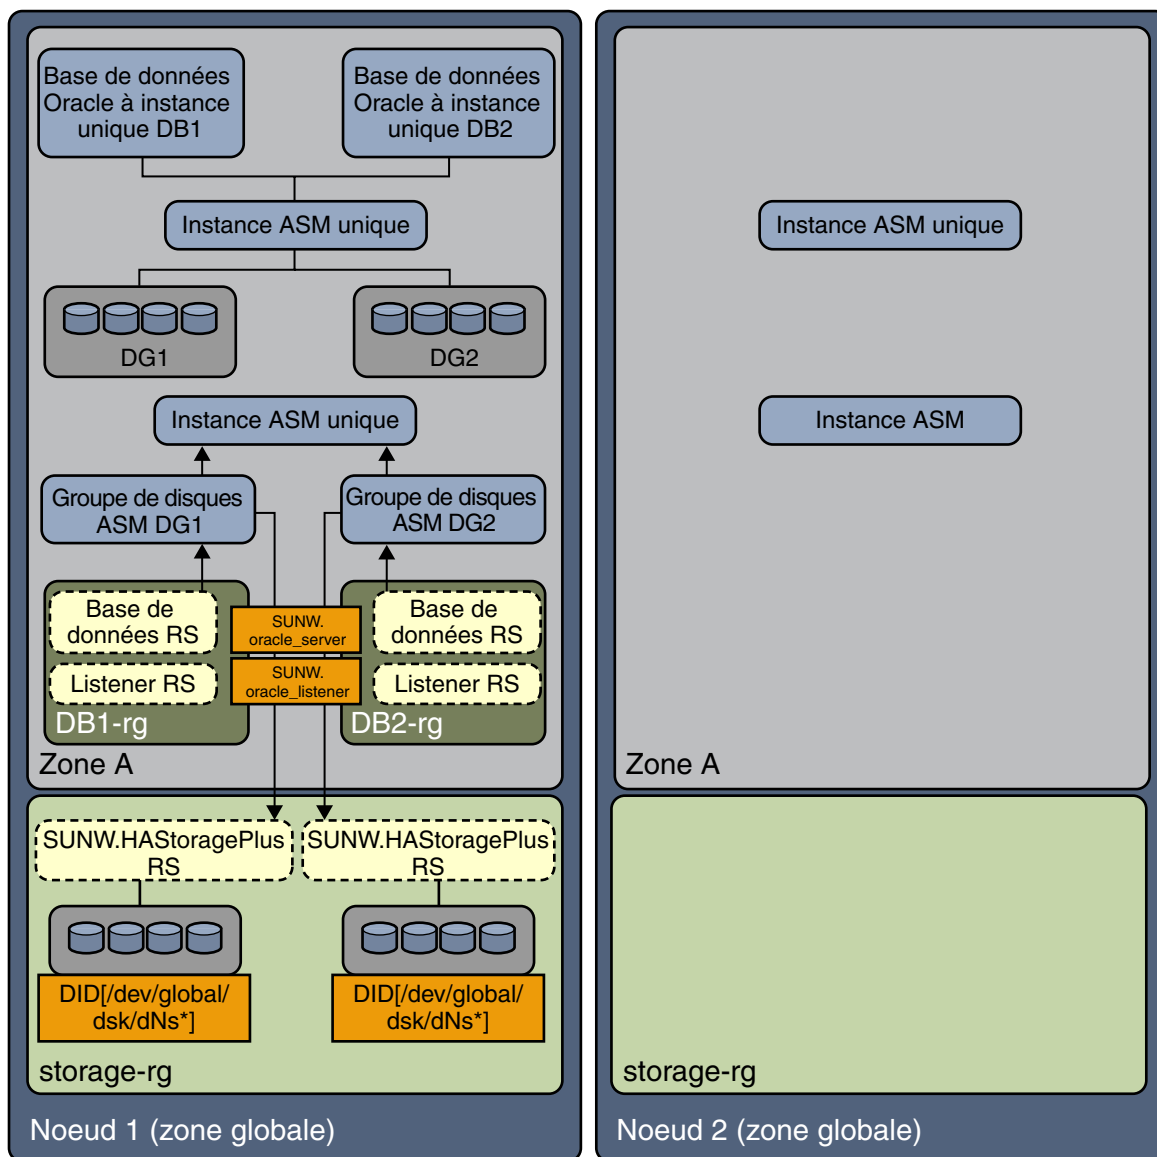 Base de données
Oracle à instance
unique DB1
Base de données
Oracle à instance
unique DB2
Instance ASM unique
DG1
DG2
Instance ASM unique
Groupe de disques
ASM DG1
Groupe de disques
ASM DG2
Base de
données RS
Listener RS
DB1-rg
SUNW.
oracle_server
SUNW.
oracle_listener
Base de
données RS
Listener RS
DB2-rg
Zone A
SUNW.HAStoragePlus
RS
SUNW.HAStoragePlus
RS
DID[/dev/global/
dsk/dNs*]
DID[/dev/global/
dsk/dNs*]
storage-rg
Noeud 1 (zone globale)
Instance ASM unique
Instance ASM
Zone A
storage-rg
Noeud 2 (zone globale)